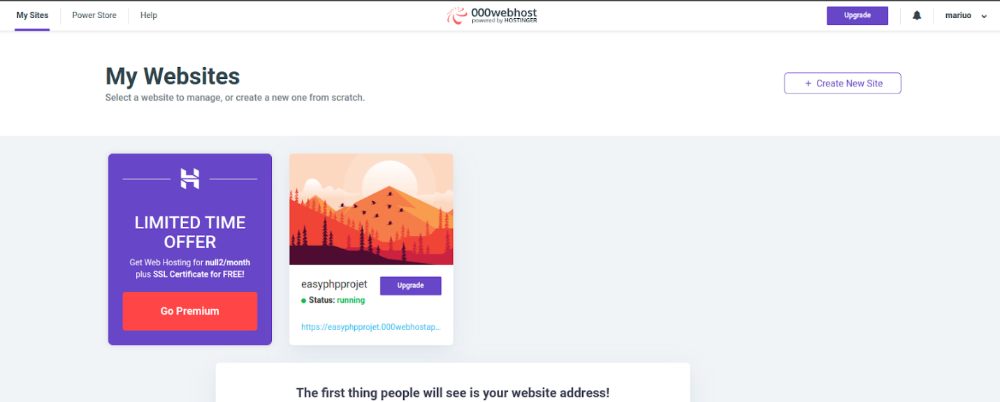 My Sites
Power Store
Help
000webhost
powered by HOSTINGER
Upgrade
mariuo
My Websites
Select a website to manage, or create a new one from scratch.
+ Create New Site
LIMITED TIME
OFFER
Get Web Hosting for null2/month
plus SSL Certificate for FREE!
Go Premium
easyphpprojet
Upgrade
Status: running
https://easyphpprojet.000webhostap...
The first thing people will see is your website address!